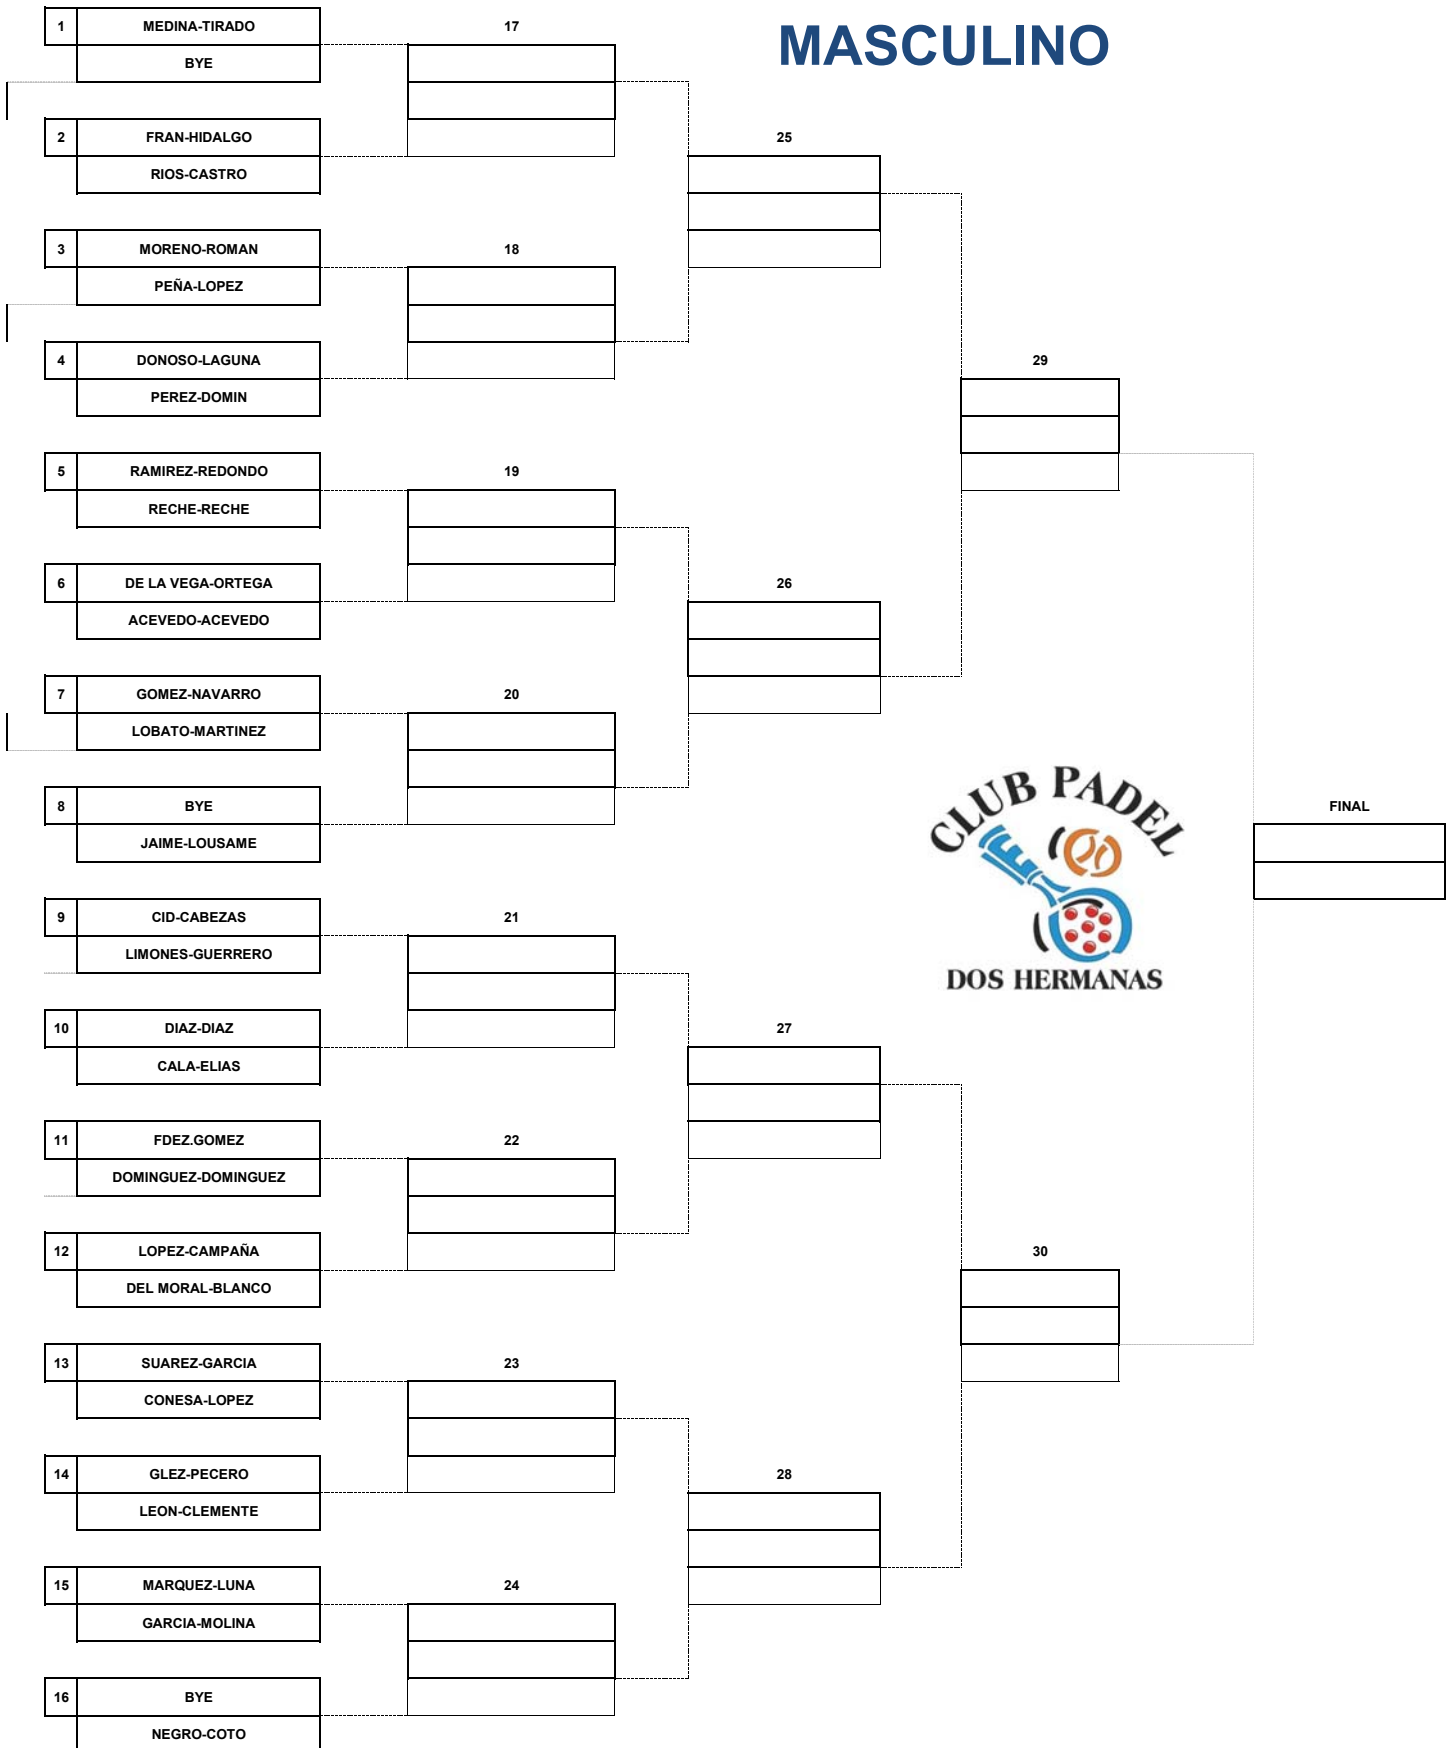 MASCULINO
1 MEDINA-TIRADO
BYE
2 FRAN-HIDALGO
RIOS-CASTRO
3 MORENO-ROMAN
PEÑA-LOPEZ
4 DONOSO-LAGUNA
PEREZ-DOMIN
5 RAMIREZ-REDONDO
RECHE-RECHE
6 DE LA VEGA-ORTEGA
ACEVEDO-ACEVEDO
7 GOMEZ-NAVARRO
LOBATO-MARTINEZ
8 BYE
JAIME-LOUSAME
9 CID-CABEZAS
LIMONES-GUERRERO
10 DIAZ-DIAZ
CALA-ELIAS
11 FDEZ.GOMEZ
DOMINGUEZ-DOMINGUEZ
12 LOPEZ-CAMPAÑA
DEL MORAL-BLANCO
13 SUAREZ-GARCIA
CONESA-LOPEZ
14 GLEZ-PECERO
LEON-CLEMENTE
15 MARQUEZ-LUNA
GARCIA-MOLINA
16 BYE
NEGRO-COTO
17
18
19
20
21
22
23
24
25
26
27
28
29
30
CLUB PADEL
DOS HERMANAS
FINAL